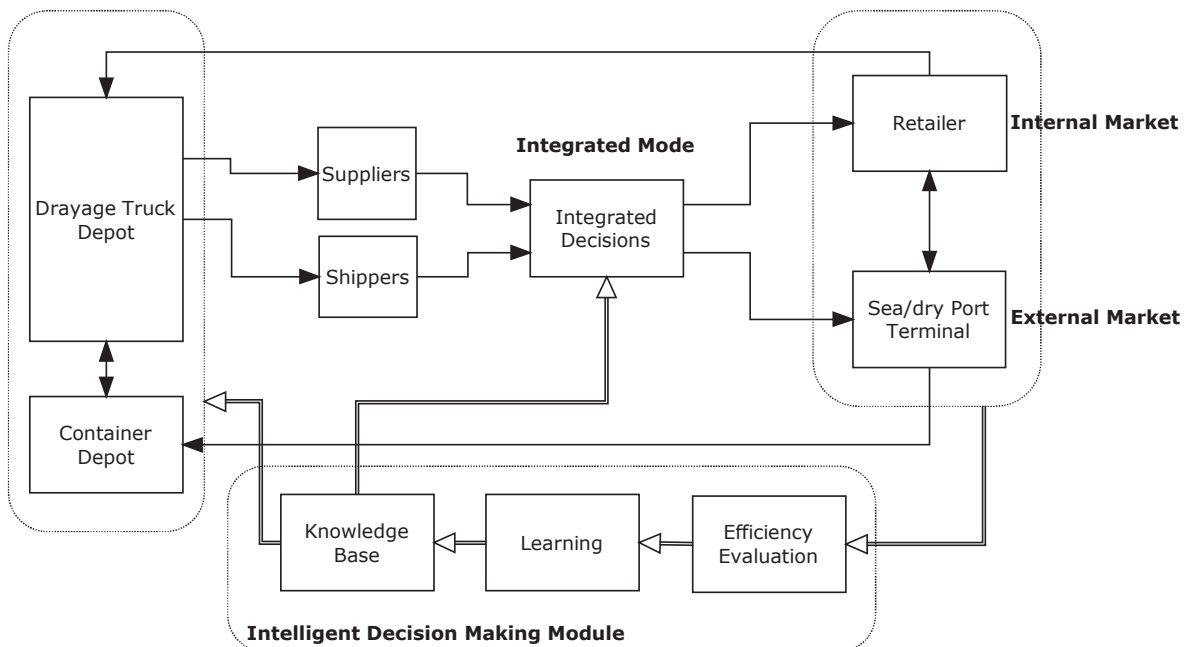 Retailer
Internal Market
Integrated Mode
Suppliers
Drayage Truck
Depot
Integrated
Decisions
Shippers
Sea/dry Port
Terminal
External Market
Container
Depot
Knowledge
Base
Learning
Efficiency
Evaluation
Intelligent Decision Making Module